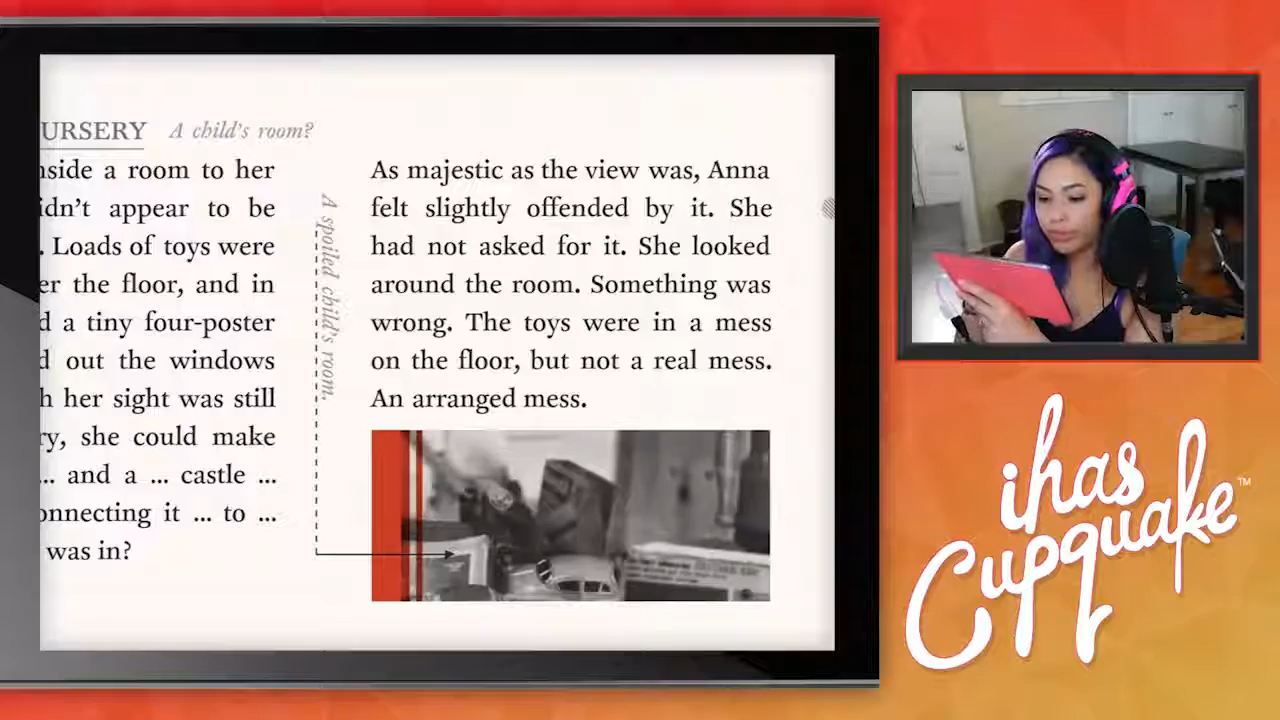 URSERY A child's room?
nside a room to her
idn't appear to be
. Loads of toys were
er the floor, and in
d a tiny four-poster
d out the windows
h her sight was still
ry, she could make
... and a ... castle ...
onnecting it ... to ...
was in?
A spoiled child's room.
As majestic as the view was, Anna
felt slightly offended by it. She
had not asked for it. She looked
around the room. Something was
wrong. The toys were in a mess
on the floor, but not a real mess.
An arranged mess.
ihas
Cupquake™